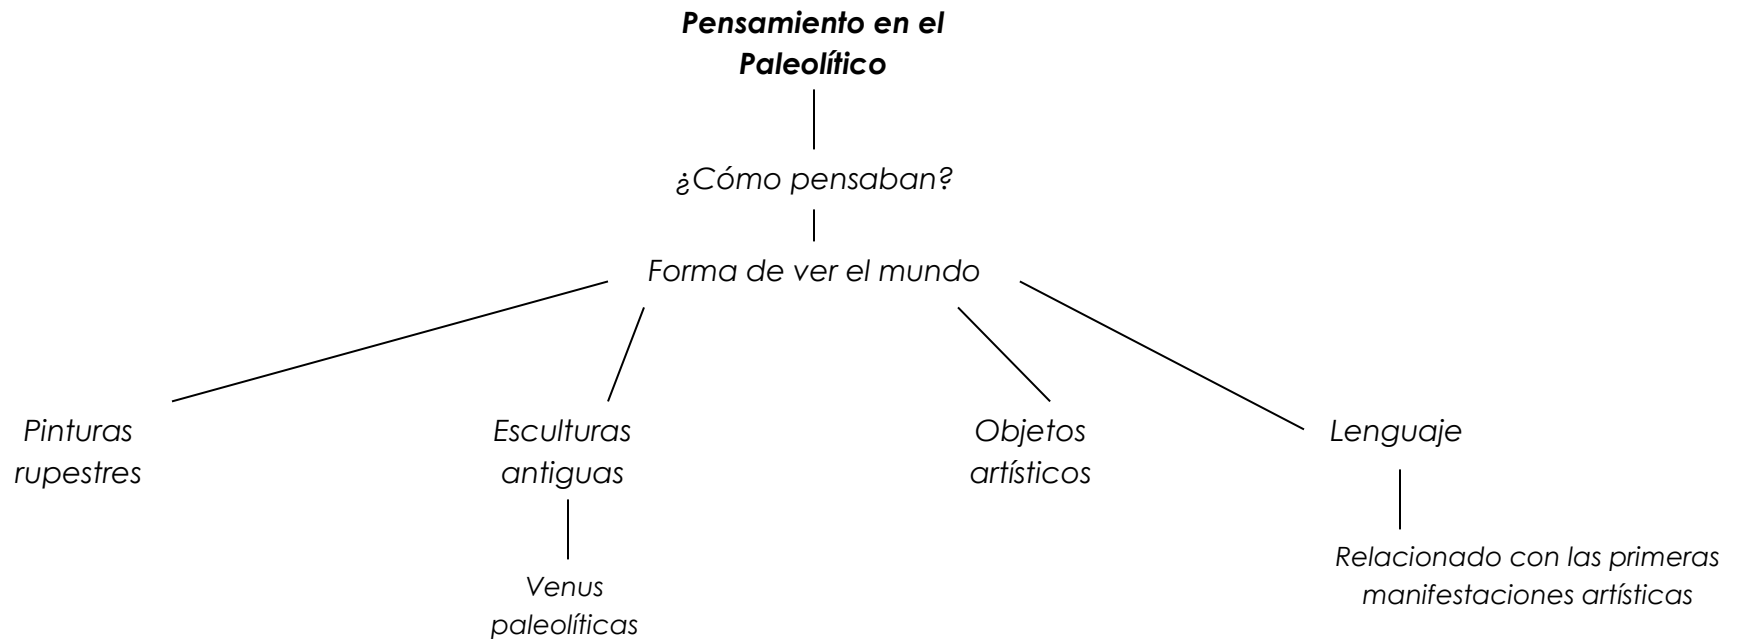 Pensamiento en el
Paleolítico
¿Cómo pensaban?
Forma de ver el mundo
Pinturas
rupestres
Esculturas
antiguas
Objetos
artísticos
Lenguaje
Venus
paleolíticas
Relacionado con las primeras
manifestaciones artísticas